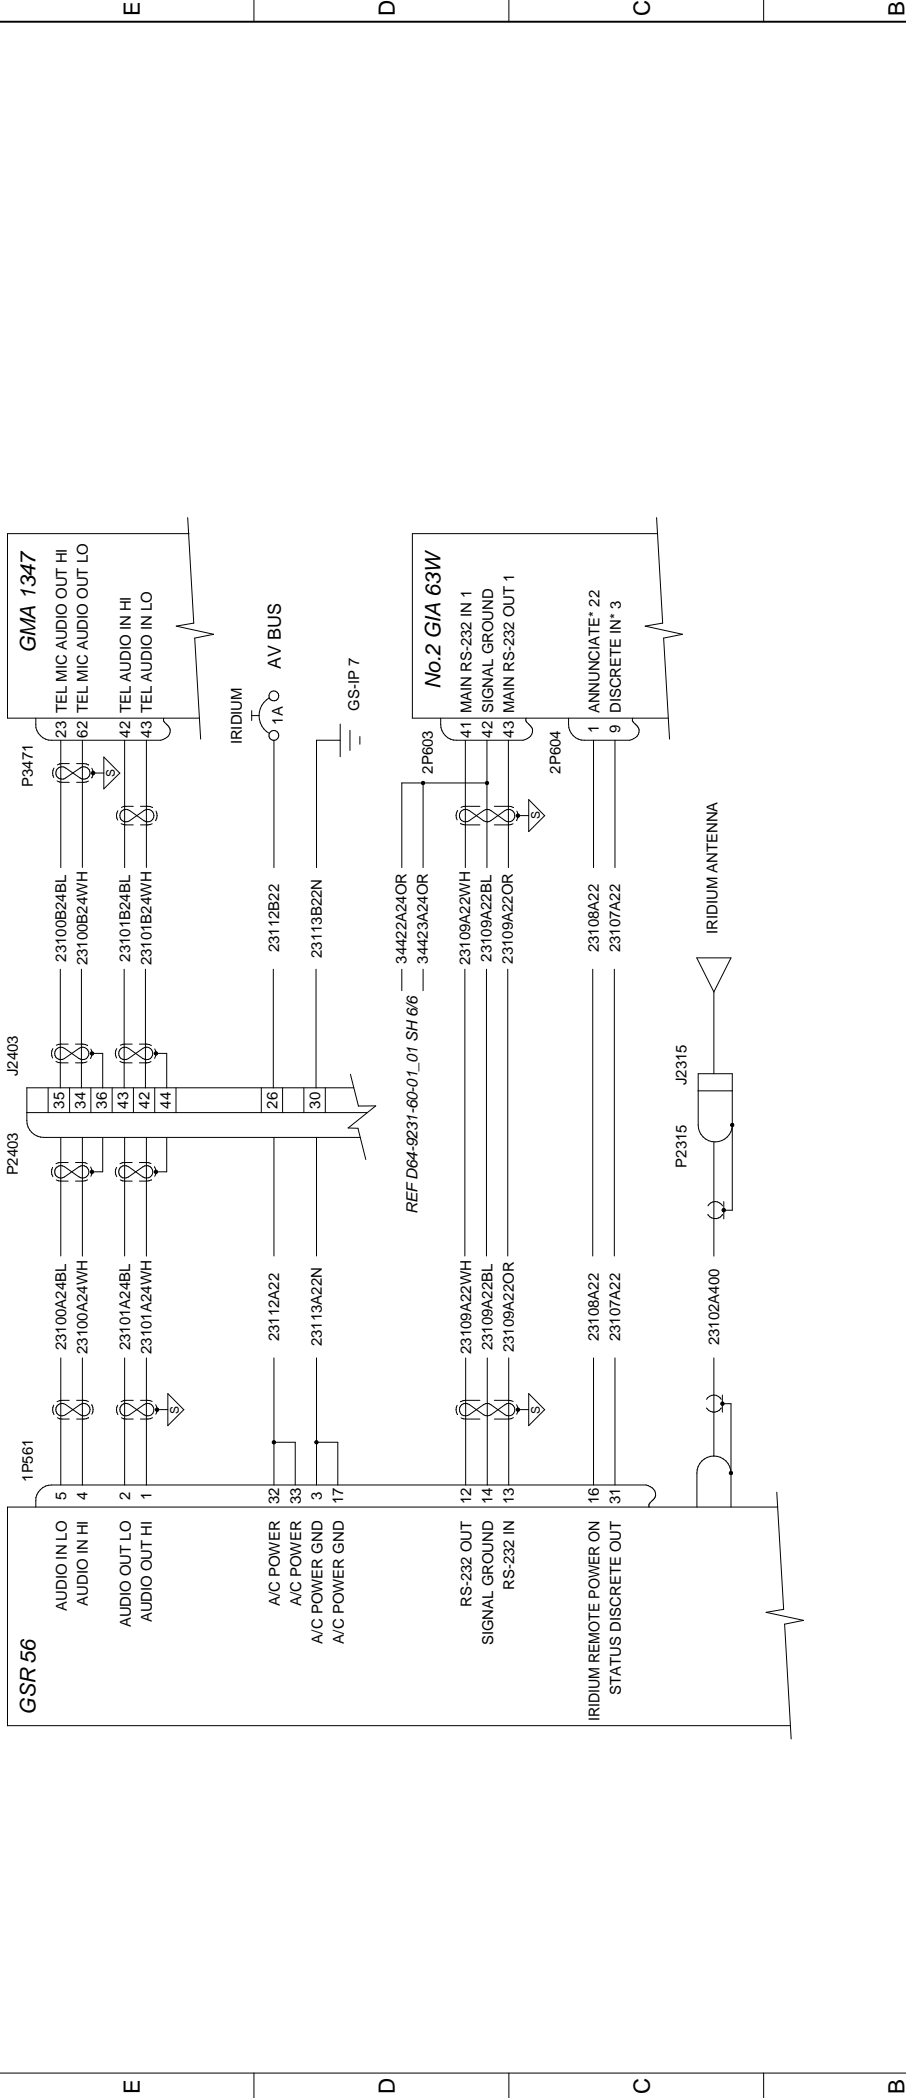 E
D
C
B
GSR 56
1P561
AUDIO IN LO 5
AUDIO IN HI 4
AUDIO OUT LO 2
AUDIO OUT HI 1
A/C POWER 32
A/C POWER 33
A/C POWER GND 3
A/C POWER GND 17
RS-232 OUT 12
SIGNAL GROUND 14
RS-232 IN 13
IRIDIUM REMOTE POWER ON 16
STATUS DISCRETE OUT 31
23100A24BL
23100A24WH
23101A24BL
23101A24WH
S
23112A22
23113A22N
23109A22WH
23109A22BL
23109A22OR
S
23108A22
23107A22
23102A400
P2403
J2403
35
34
36
43
42
44
26
30
REF D64-9231-60-01_01 SH 6/6
P2315
J2315
IRIDIUM ANTENNA
23100B24BL
23100B24WH
23101B24BL
23101B24WH
23112B22
23113B22N
34422A24OR
34423A24OR
23109A22WH
23109A22BL
23109A22OR
23108A22
23107A22
S
S
P3471
GMA 1347
23 TEL MIC AUDIO OUT HI
62 TEL MIC AUDIO OUT LO
42 TEL AUDIO IN HI
43 TEL AUDIO IN LO
IRIDIUM
1A
AV BUS
GS-IP 7
2P603
No.2 GIA 63W
41 MAIN RS-232 IN 1
42 SIGNAL GROUND
43 MAIN RS-232 OUT 1
2P604
1 ANNUNCIATE* 22
9 DISCRETE IN* 3
E
D
C
B